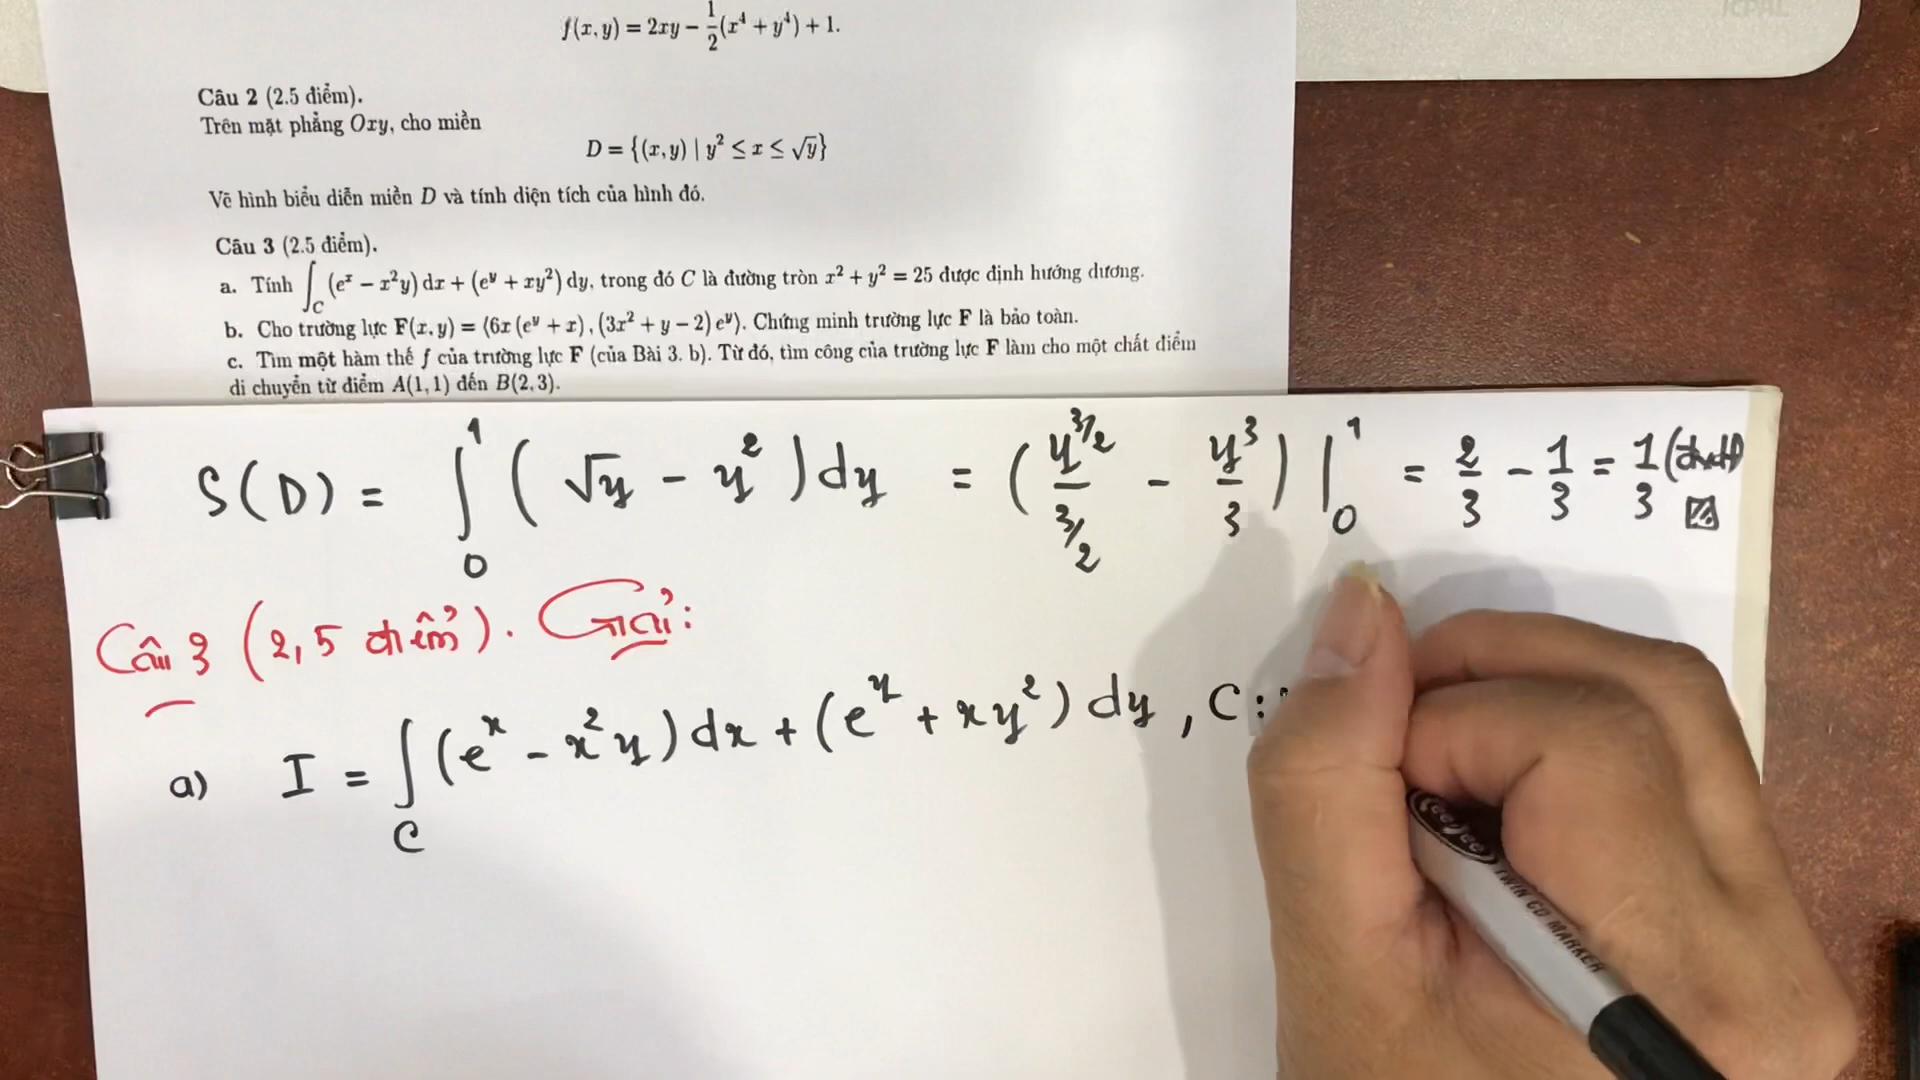 f(x, y) = 2xy − 1/2(x⁴ + y⁴) + 1.
Câu 2 (2.5 điểm).
Trên mặt phẳng Oxy, cho miền
D = {(x, y) | y² ≤ x ≤ √y}
Vẽ hình biểu diễn miền D và tính diện tích của hình đó.
Câu 3 (2.5 điểm).
a. Tính ∫_C (eˣ − x²y) dx + (eʸ + xy²) dy, trong đó C là đường tròn x² + y² = 25 được định hướng dương.
b. Cho trường lực F(x, y) = ⟨6x (eʸ + x) , (3x² + y − 2) eʸ⟩. Chứng minh trường lực F là bảo toàn.
c. Tìm một hàm thế f của trường lực F (của Bài 3. b). Từ đó, tìm công của trường lực F làm cho một chất điểm
di chuyển từ điểm A(1, 1) đến B(2, 3).
S(D) = ∫₀¹ (√y − y²) dy = (y^(3/2) / (3/2) − y³/3) |₀¹ = 2/3 − 1/3 = 1/3 (đvdt)
Câu 3 (2,5 điểm). Giải:
a) I = ∫_C (eˣ − x²y) dx + (eʸ + xy²) dy , C :
TWIN CD MARKER